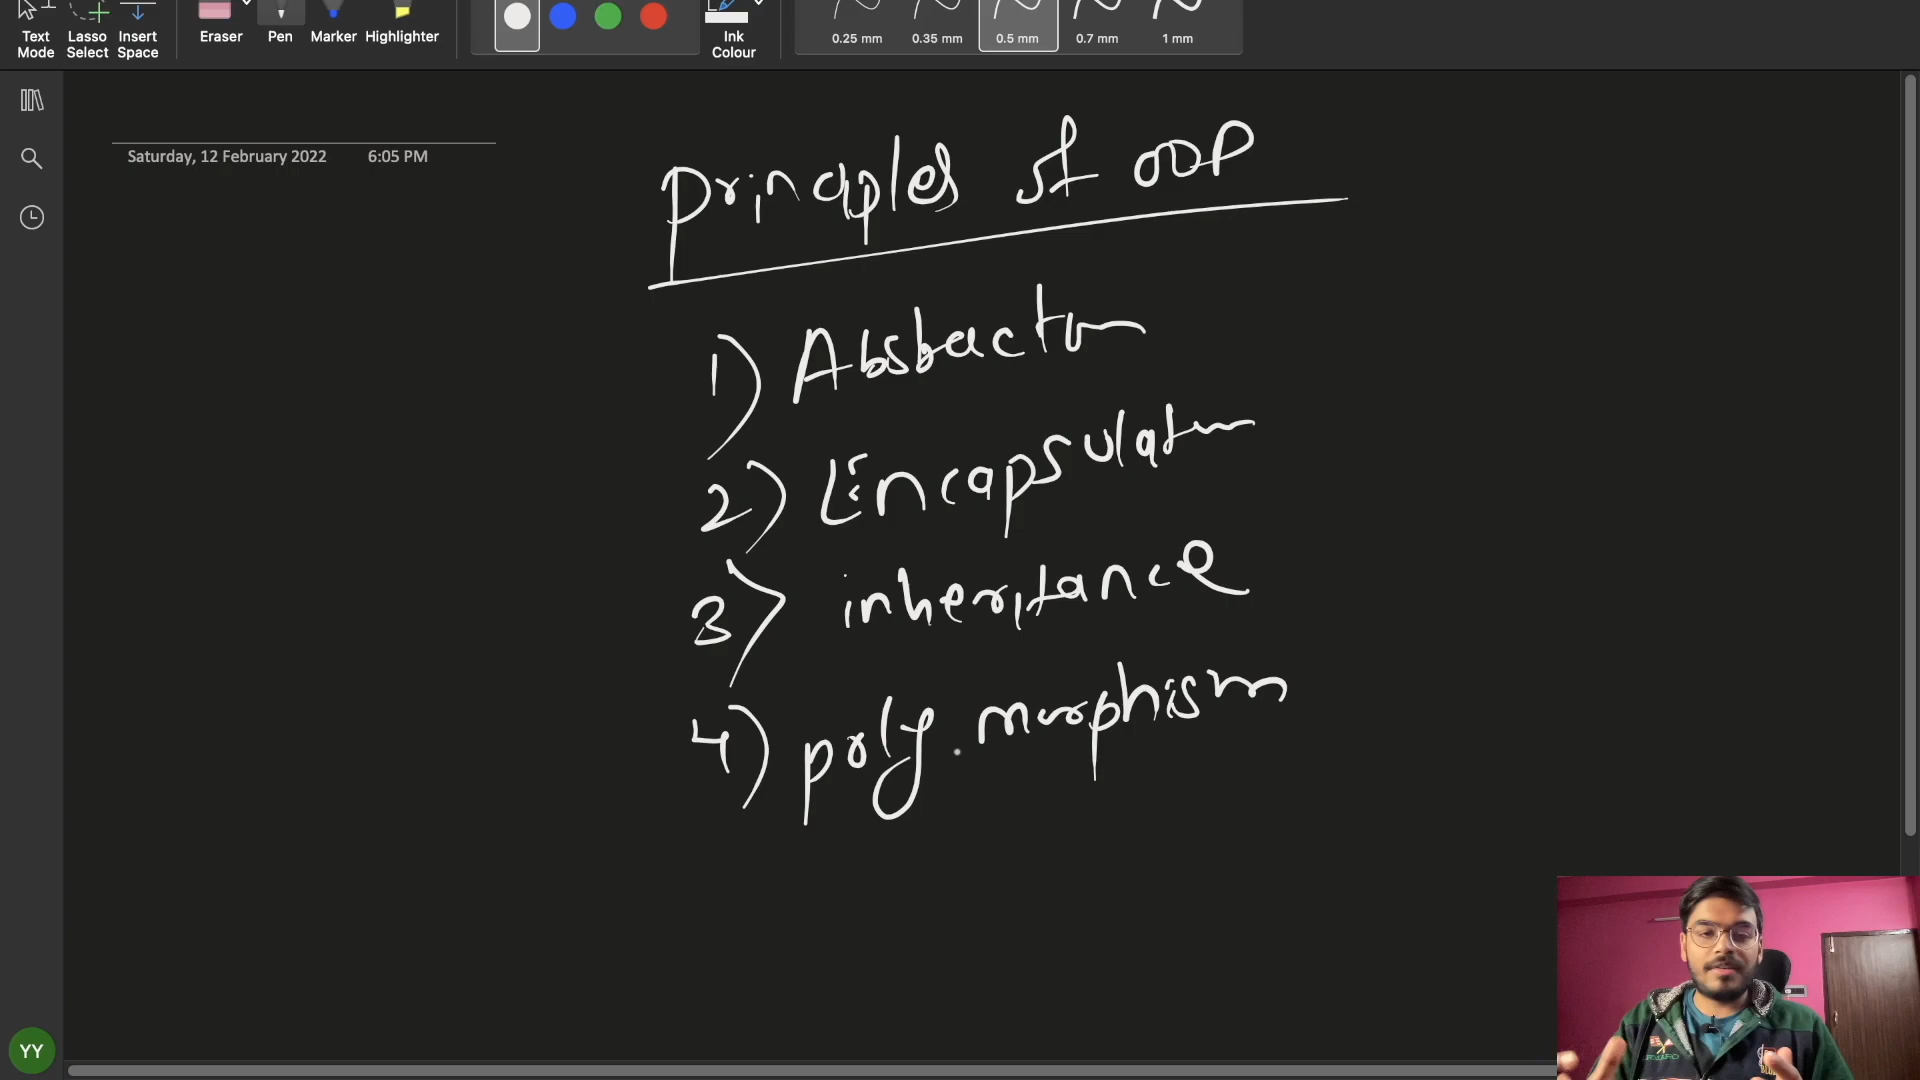 Text Mode
Lasso Select
Insert Space
Eraser
Pen
Marker
Highlighter
Ink Colour
0.25 mm
0.35 mm
0.5 mm
0.7 mm
1 mm
Saturday, 12 February 2022 6:05 PM
Principles of OOP
1) Abstraction
2) Encapsulation
3) inheritance
4) poly.morphism
YY